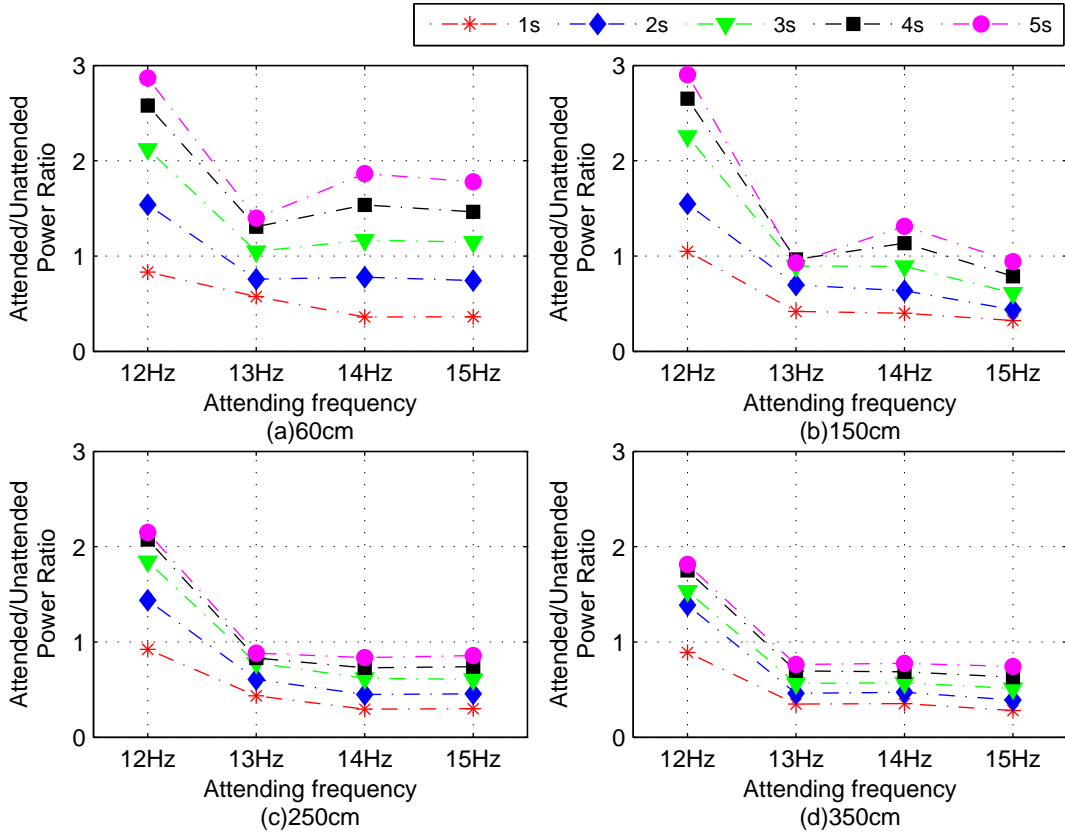 1s 2s 3s 4s 5s
3
2
1
0
Attended/Unattended
Power Ratio
12Hz 13Hz 14Hz 15Hz
Attending frequency
(a)60cm
3
2
1
0
Attended/Unattended
Power Ratio
12Hz 13Hz 14Hz 15Hz
Attending frequency
(b)150cm
3
2
1
0
Attended/Unattended
Power Ratio
12Hz 13Hz 14Hz 15Hz
Attending frequency
(c)250cm
3
2
1
0
Attended/Unattended
Power Ratio
12Hz 13Hz 14Hz 15Hz
Attending frequency
(d)350cm